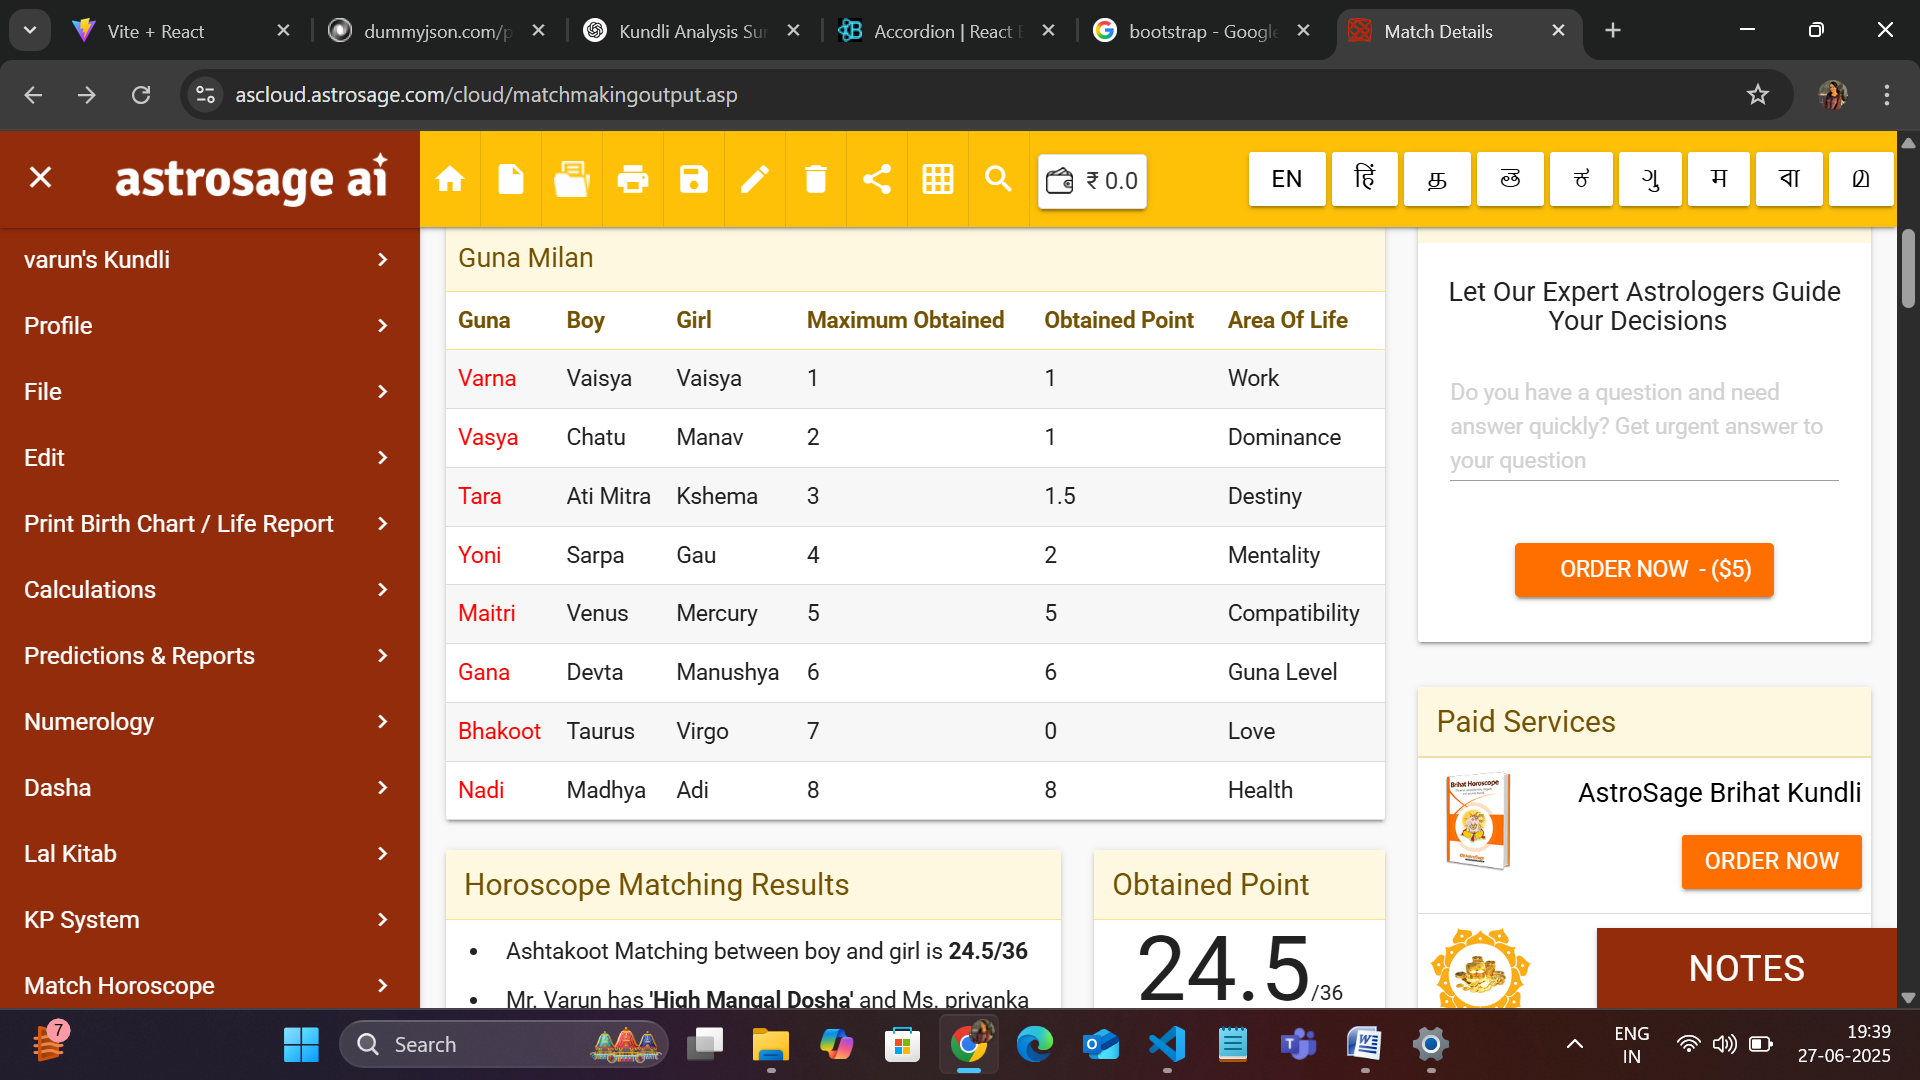 Vite + React
dummyjson.com/p
Kundli Analysis Sur
Accordion | React E
bootstrap - Google
Match Details
ascloud.astrosage.com/cloud/matchmakingoutput.asp
astrosage ai
₹ 0.0
EN
हिं
த
తె
ಕ
ગુ
म
বা
മ
varun's Kundli
Profile
File
Edit
Print Birth Chart / Life Report
Calculations
Predictions & Reports
Numerology
Dasha
Lal Kitab
KP System
Match Horoscope
Guna Milan
Guna Boy Girl Maximum Obtained Obtained Point Area Of Life
Varna Vaisya Vaisya 1 1 Work
Vasya Chatu Manav 2 1 Dominance
Tara Ati Mitra Kshema 3 1.5 Destiny
Yoni Sarpa Gau 4 2 Mentality
Maitri Venus Mercury 5 5 Compatibility
Gana Devta Manushya 6 6 Guna Level
Bhakoot Taurus Virgo 7 0 Love
Nadi Madhya Adi 8 8 Health
Horoscope Matching Results
• Ashtakoot Matching between boy and girl is 24.5/36
• Mr. Varun has 'High Mangal Dosha' and Ms. priyanka
Obtained Point
24.5/36
Let Our Expert Astrologers Guide
Your Decisions
Do you have a question and need
answer quickly? Get urgent answer to
your question
ORDER NOW - ($5)
Paid Services
Brihat Horoscope
AstroSage Brihat Kundli
ORDER NOW
NOTES
7
Search
ENG
IN
19:39
27-06-2025